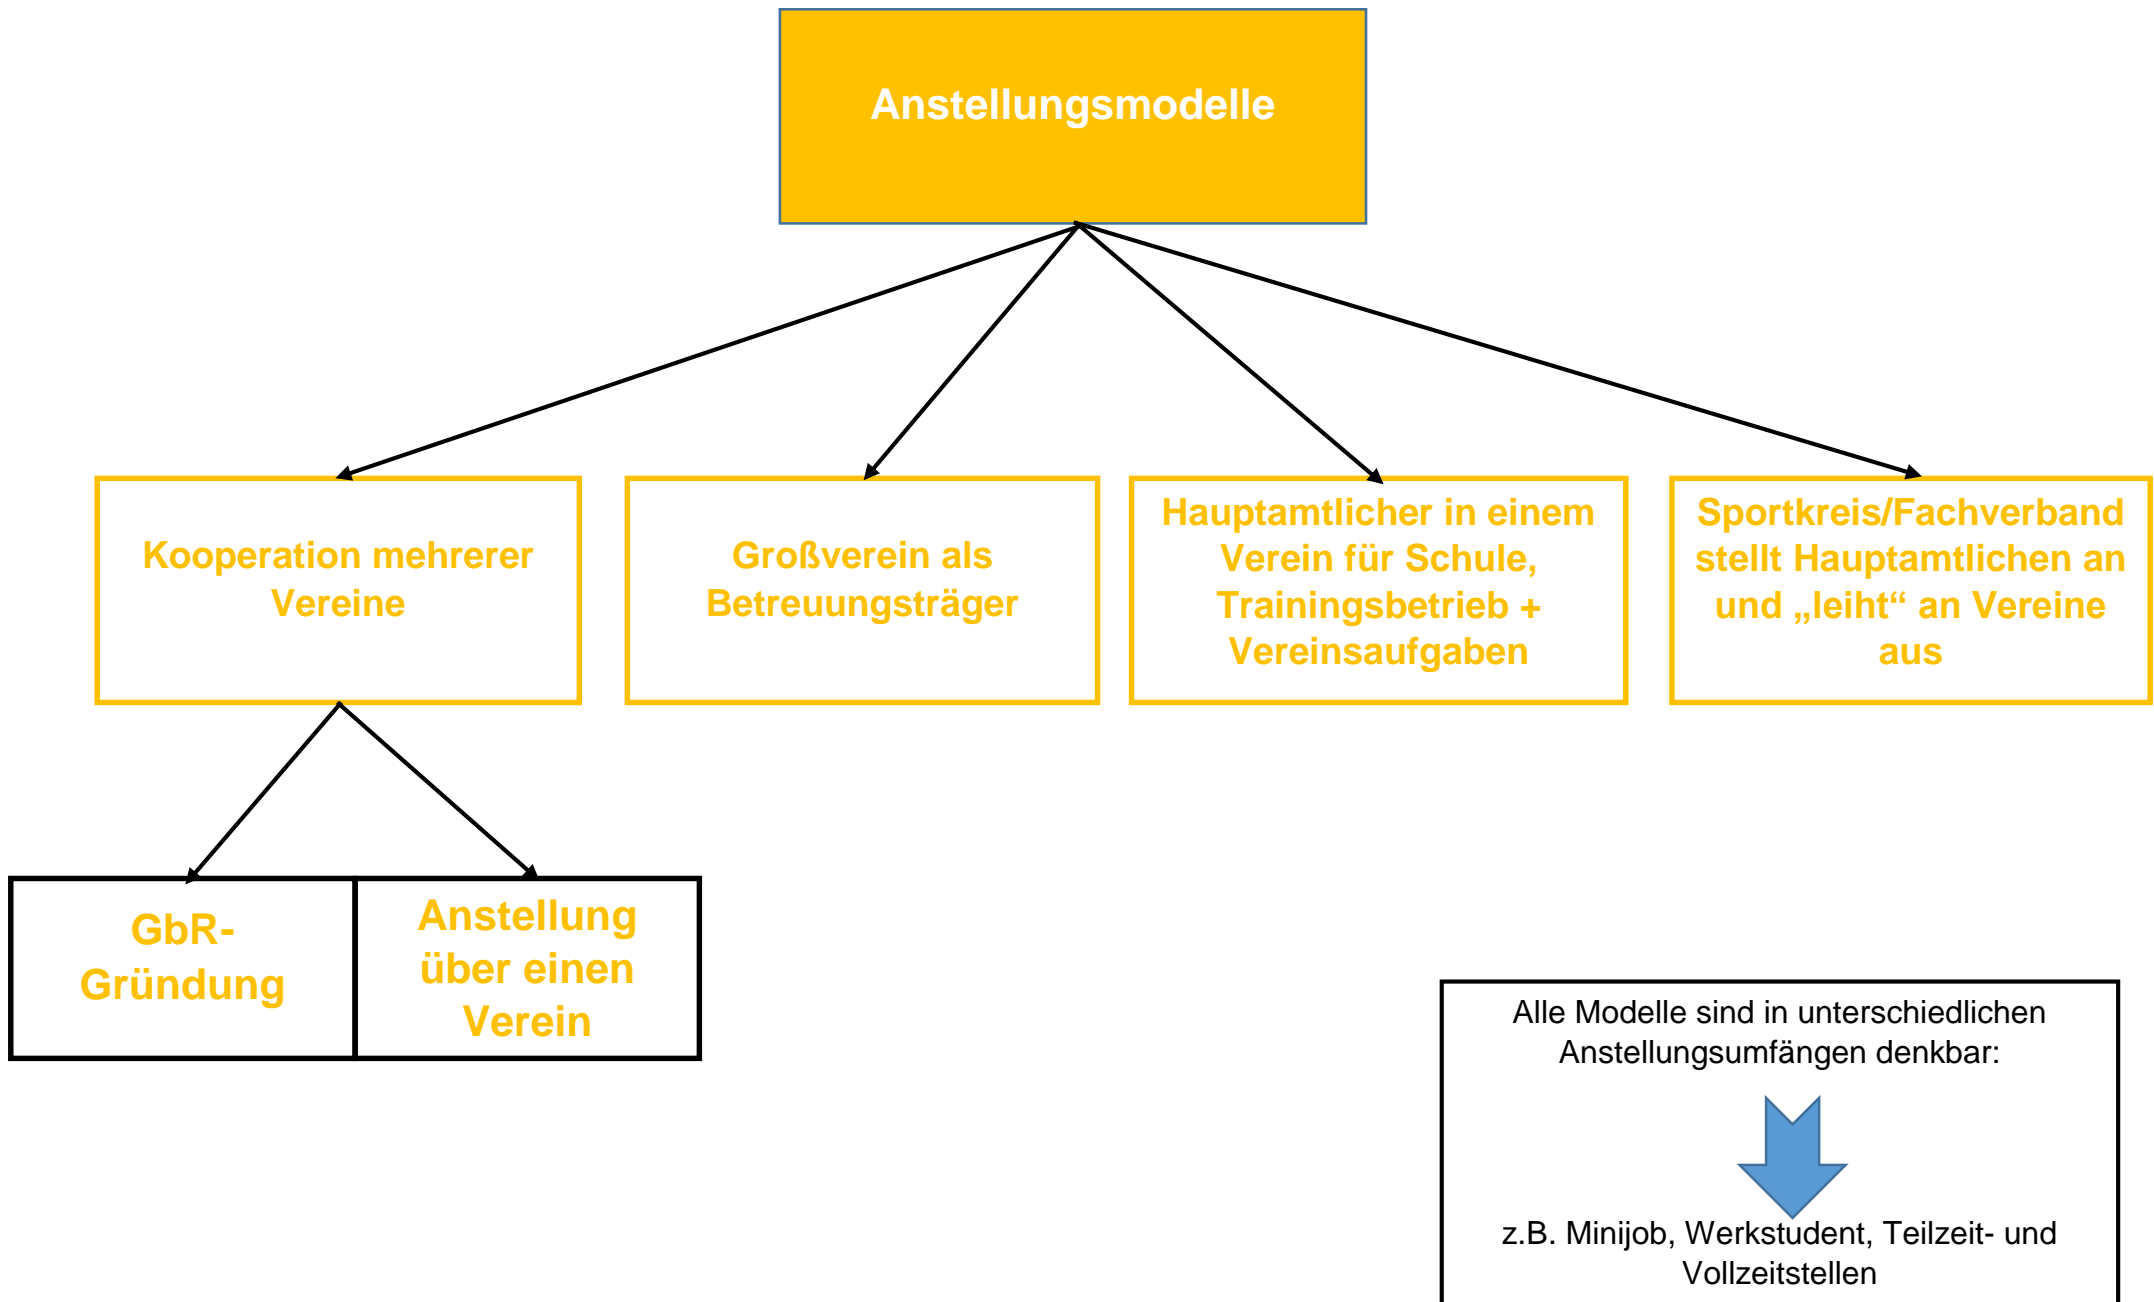 Anstellungsmodelle
Kooperation mehrerer
Vereine
Großverein als
Betreuungsträger
Hauptamtlicher in einem
Verein für Schule,
Trainingsbetrieb +
Vereinsaufgaben
Sportkreis/Fachverband
stellt Hauptamtlichen an
und „leiht“ an Vereine
aus
GbR-
Gründung
Anstellung
über einen
Verein
Alle Modelle sind in unterschiedlichen
Anstellungsumfängen denkbar:
z.B. Minijob, Werkstudent, Teilzeit- und
Vollzeitstellen